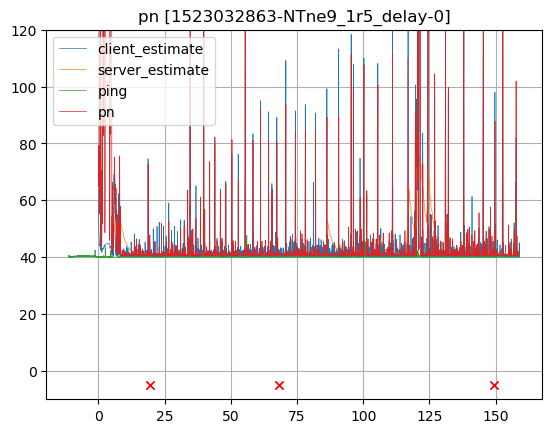 pn [1523032863-NTne9_1r5_delay-0]
120
100
80
60
40
20
0
client_estimate
server_estimate
ping
pn
0
25
50
75
100
125
150